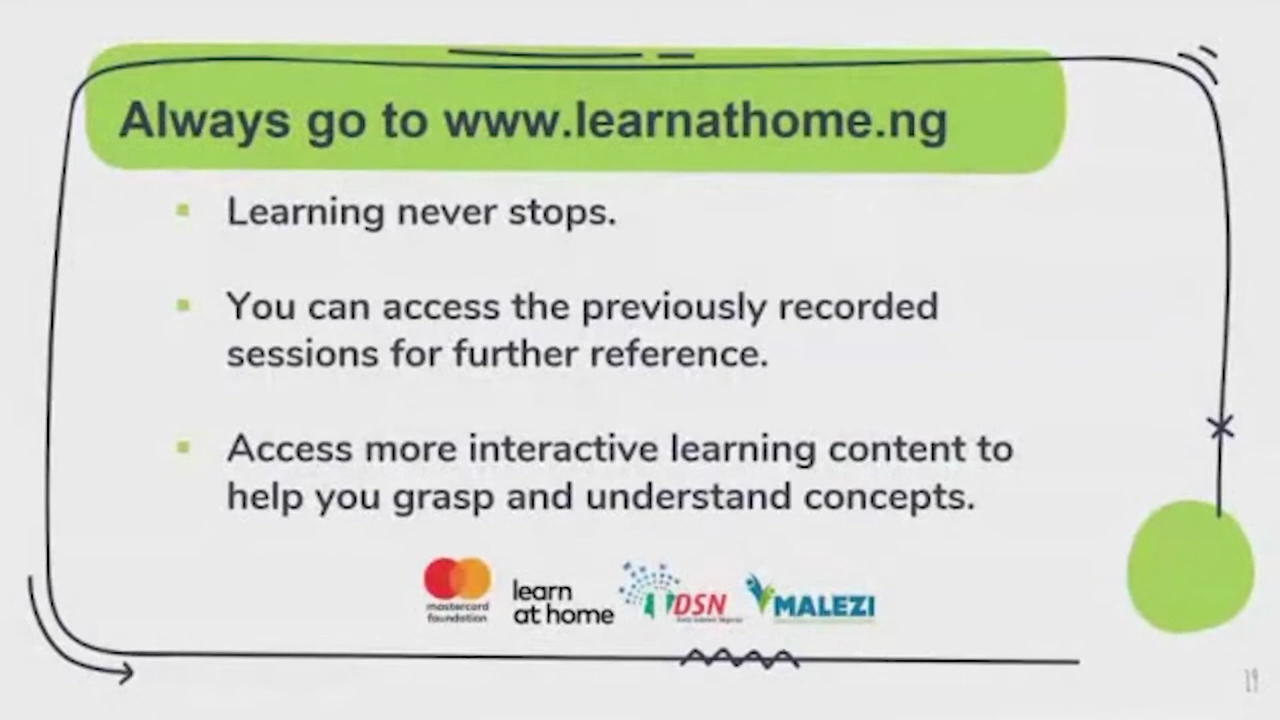 Always go to www.learnathome.ng
Learning never stops.
You can access the previously recorded
sessions for further reference.
Access more interactive learning content to
help you grasp and understand concepts.
mastercard
foundation
learn
at home
DSN
MALEZI
19